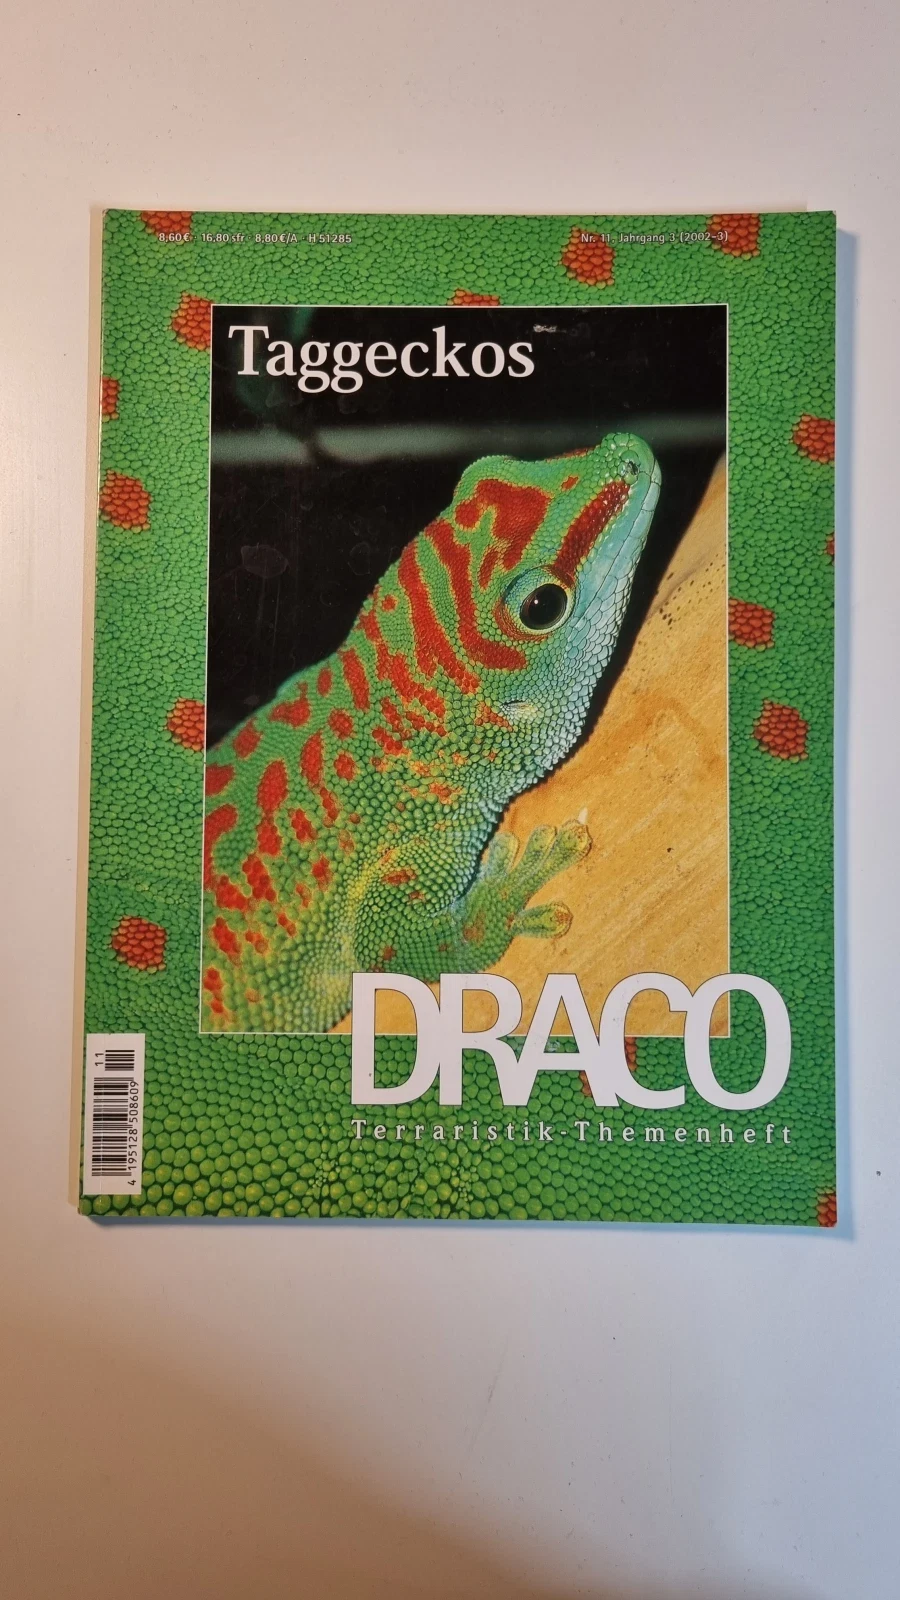 8,60 € · 16,80 sfr · 8,80 €/A · H 51285
Nr. 11, Jahrgang 3 (2002–3)
Taggeckos
DRACO
Terraristik-Themenheft
11
4 195128 508609